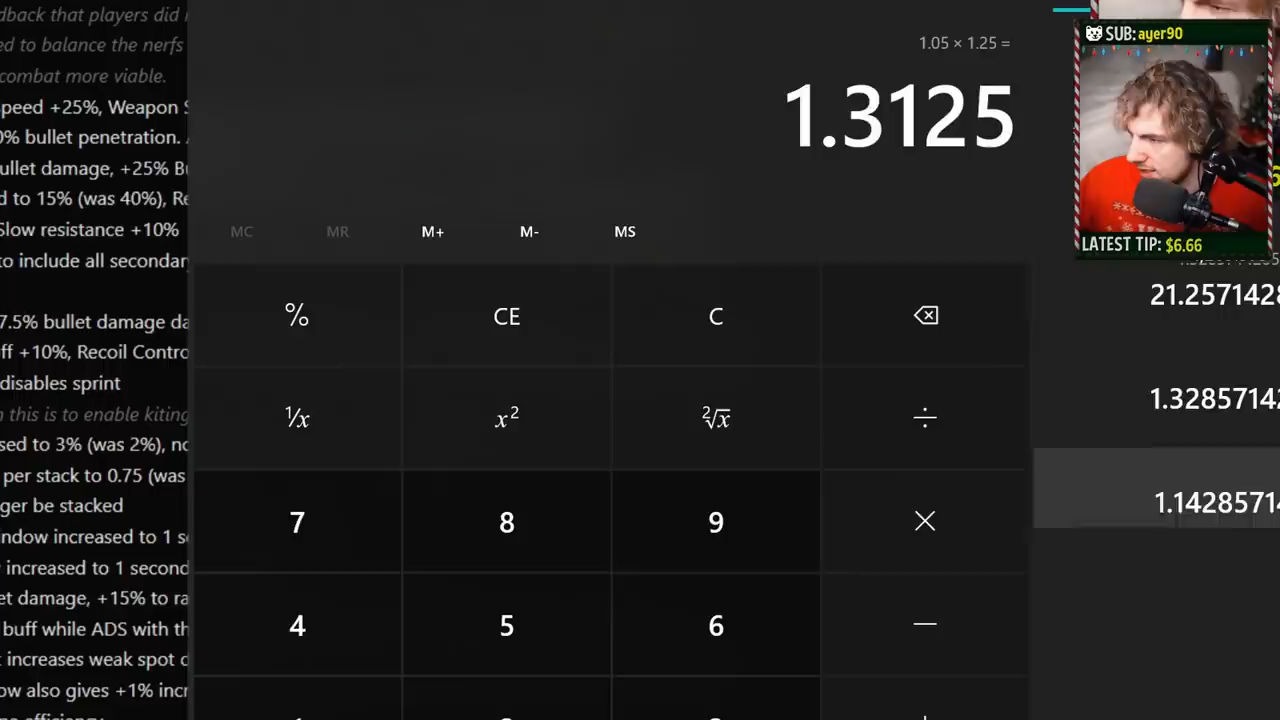 dback that players did
ed to balance the nerfs
combat more viable.
speed +25%, Weapon S
0% bullet penetration.
ullet damage, +25% B
d to 15% (was 40%), Re
Slow resistance +10%
to include all secondary
7.5% bullet damage da
ff +10%, Recoil Contro
disables sprint
n this is to enable kiting
sed to 3% (was 2%), no
per stack to 0.75 (was
ger be stacked
indow increased to 1 se
increased to 1 second
et damage, +15% to ra
buff while ADS with th
t increases weak spot d
ow also gives +1% incr
1.05 × 1.25 =
1.3125
MC MR M+ M- MS
% CE C
¹/x x² ²√x ÷
7 8 9 ×
4 5 6 −
SUB: ayer90
LATEST TIP: $6.66
21.2571428
1.32857142
1.1428571